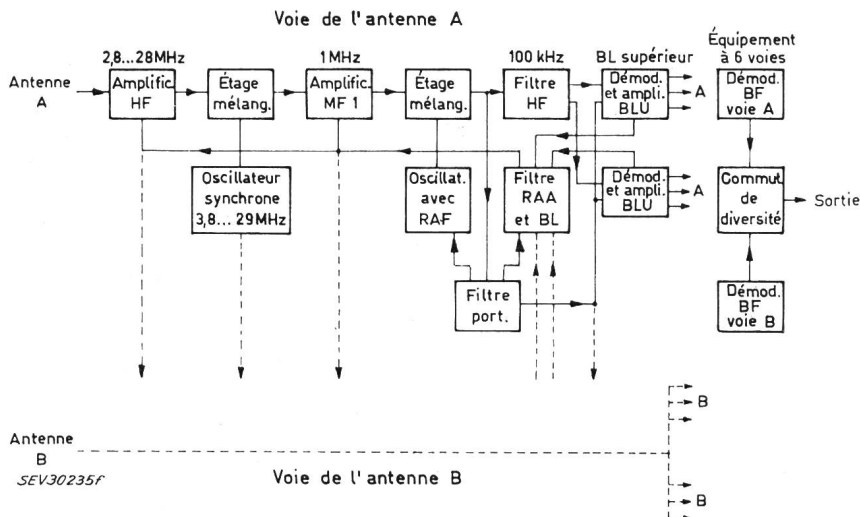 Voie de l'antenne A
2,8...28MHz
1MHz
100 kHz
BL supérieur
Équipement
à 6 voies
Antenne
A
Amplific.
HF
Étage
mélang.
Amplific.
MF 1
Étage
mélang.
Filtre
HF
Démod.
et ampli.
BLU
A
Démod.
BF
voie A
Oscillateur
synchrone
3,8...29MHz
Oscillat.
avec
RAF
Filtre
RAA
et BL
Démod.
et ampli.
BLU
A
Commut.
de
diversité
Sortie
Filtre
port.
Démod.
BF
voie B
B
Antenne
B
SEV30235f
Voie de l'antenne B
B